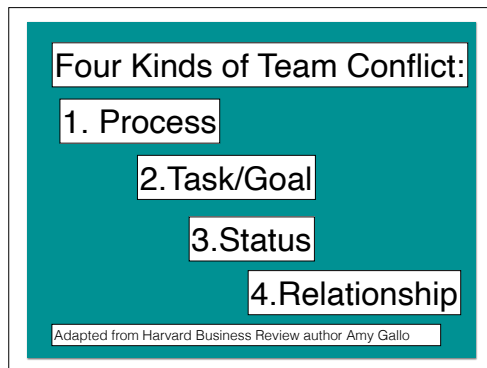 Four Kinds of Team Conflict:
1. Process
2.Task/Goal
3.Status
4.Relationship
Adapted from Harvard Business Review author Amy Gallo